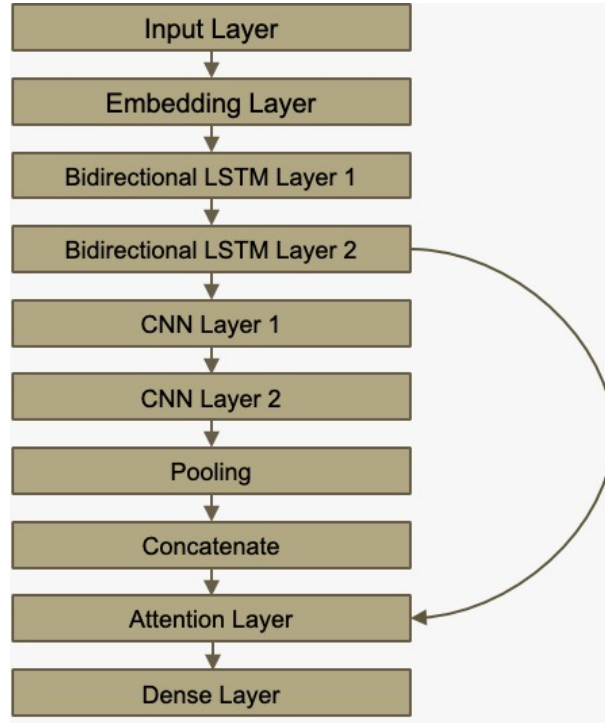 Input Layer
Embedding Layer
Bidirectional LSTM Layer 1
Bidirectional LSTM Layer 2
CNN Layer 1
CNN Layer 2
Pooling
Concatenate
Attention Layer
Dense Layer